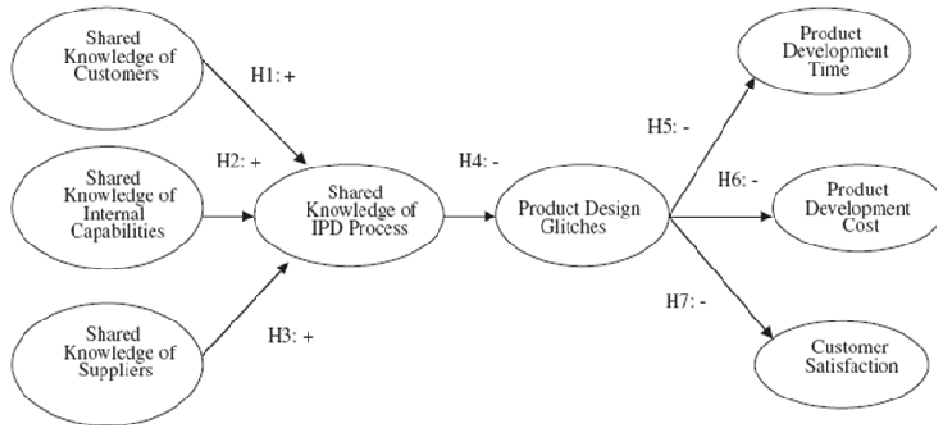 Shared
Knowledge of
Customers
H1: +
Shared
Knowledge of
Internal
Capabilities
H2: +
Shared
Knowledge of
Suppliers
H3: +
Shared
Knowledge of
IPD Process
H4: -
Product Design
Glitches
H5: -
Product
Development
Time
H6: -
Product
Development
Cost
H7: -
Customer
Satisfaction